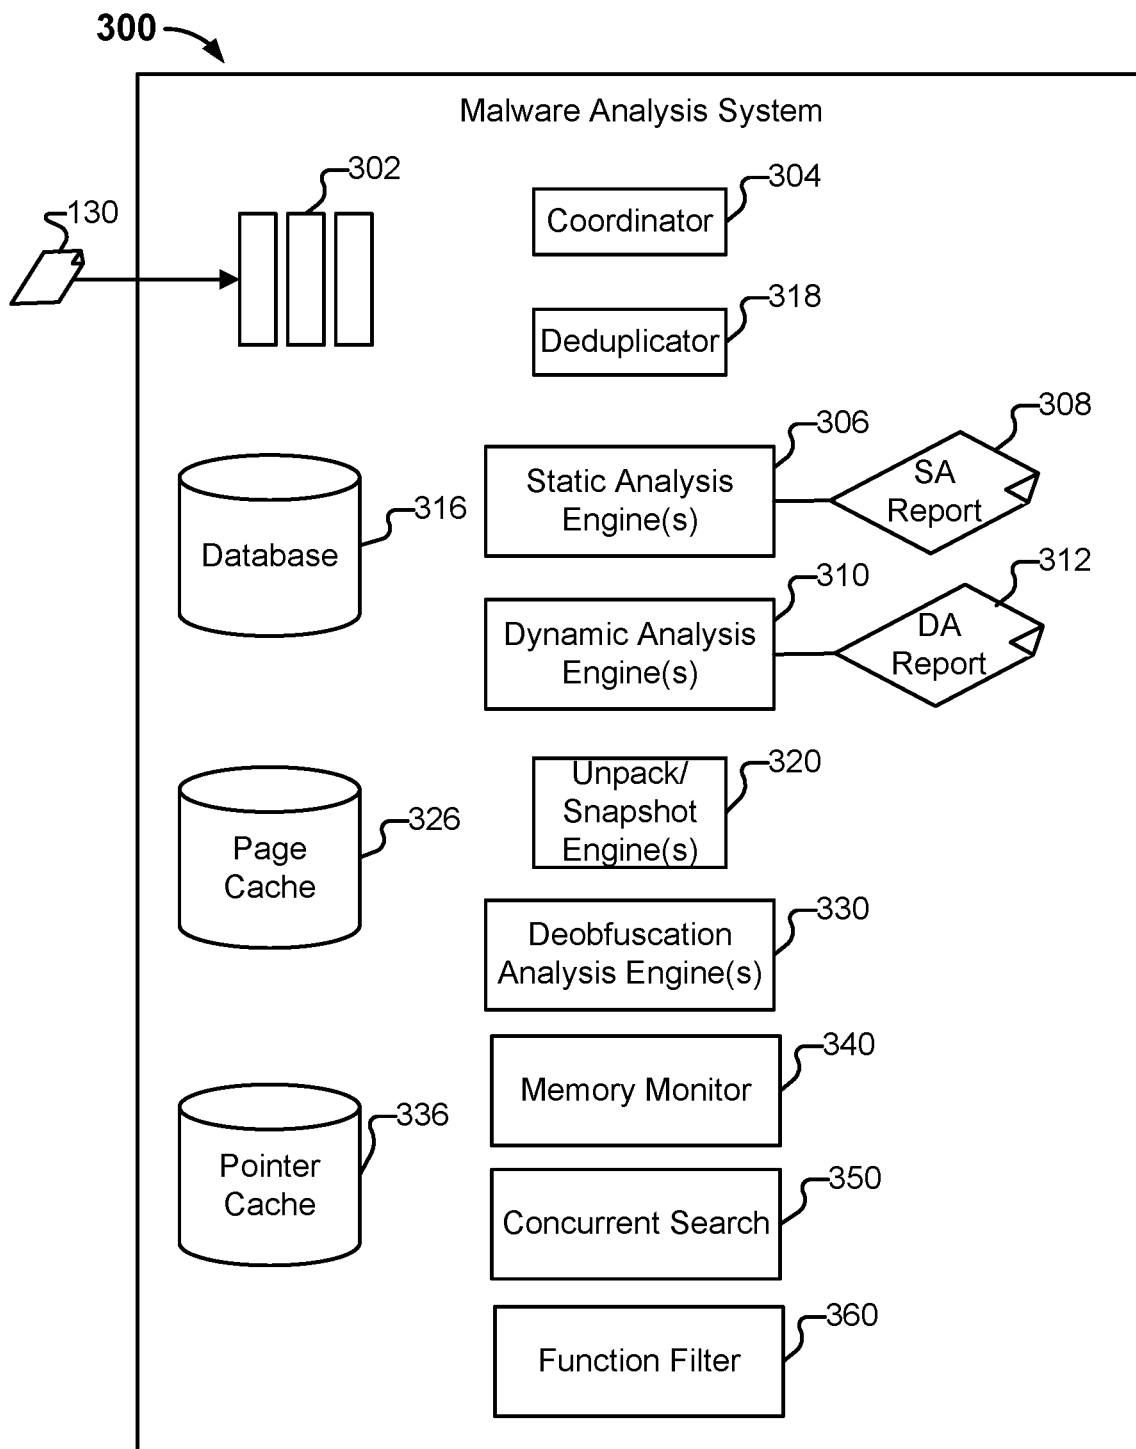 300
Malware Analysis System
302
304
130
Coordinator
318
Deduplicator
306
308
Static Analysis
Engine(s)
SA
Report
316
Database
310
312
Dynamic Analysis
Engine(s)
DA
Report
320
Unpack/
Snapshot
Engine(s)
326
Page
Cache
330
Deobfuscation
Analysis Engine(s)
340
Memory Monitor
336
Pointer
Cache
350
Concurrent Search
360
Function Filter